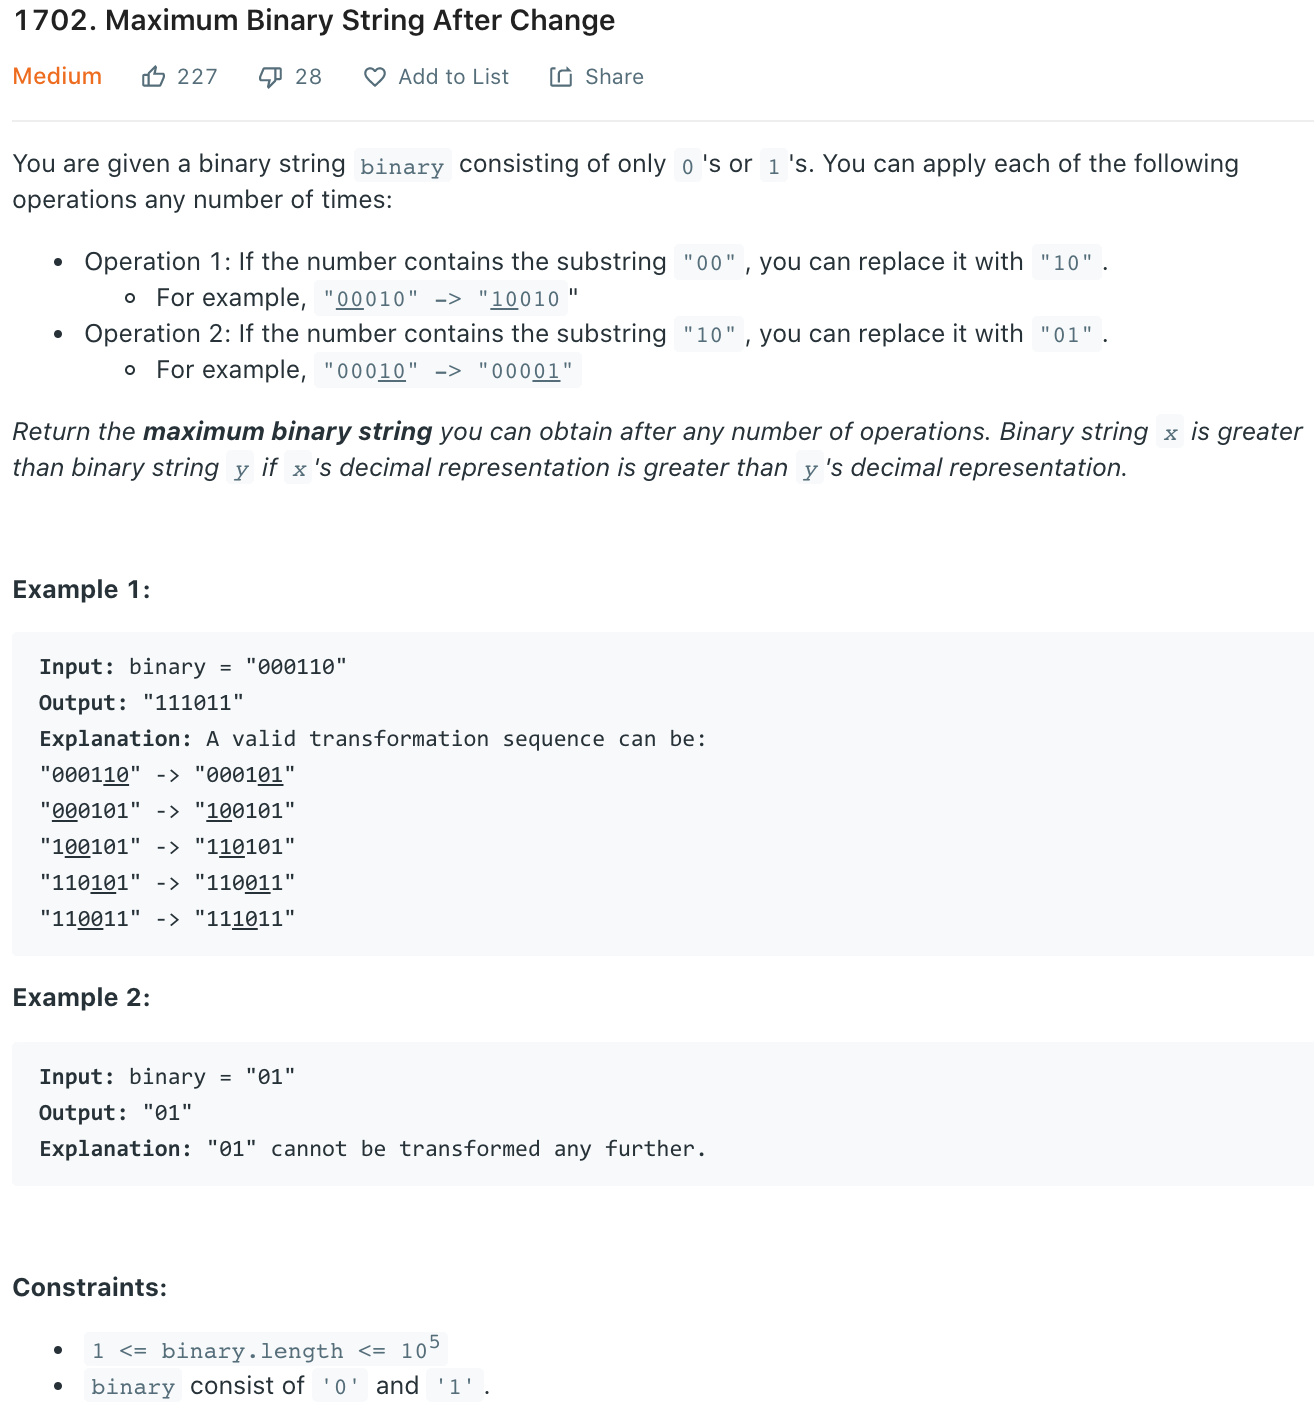 1702. Maximum Binary String After Change
Medium 227 28 Add to List Share
You are given a binary string binary consisting of only 0 's or 1 's. You can apply each of the following
operations any number of times:
• Operation 1: If the number contains the substring "00" , you can replace it with "10" .
o For example, "00010" -> "10010 "
• Operation 2: If the number contains the substring "10" , you can replace it with "01" .
o For example, "00010" -> "00001"
Return the maximum binary string you can obtain after any number of operations. Binary string x is greater
than binary string y if x 's decimal representation is greater than y 's decimal representation.
Example 1:
Input: binary = "000110"
Output: "111011"
Explanation: A valid transformation sequence can be:
"000110" -> "000101"
"000101" -> "100101"
"100101" -> "110101"
"110101" -> "110011"
"110011" -> "111011"
Example 2:
Input: binary = "01"
Output: "01"
Explanation: "01" cannot be transformed any further.
Constraints:
• 1 <= binary.length <= 10⁵
• binary consist of '0' and '1' .